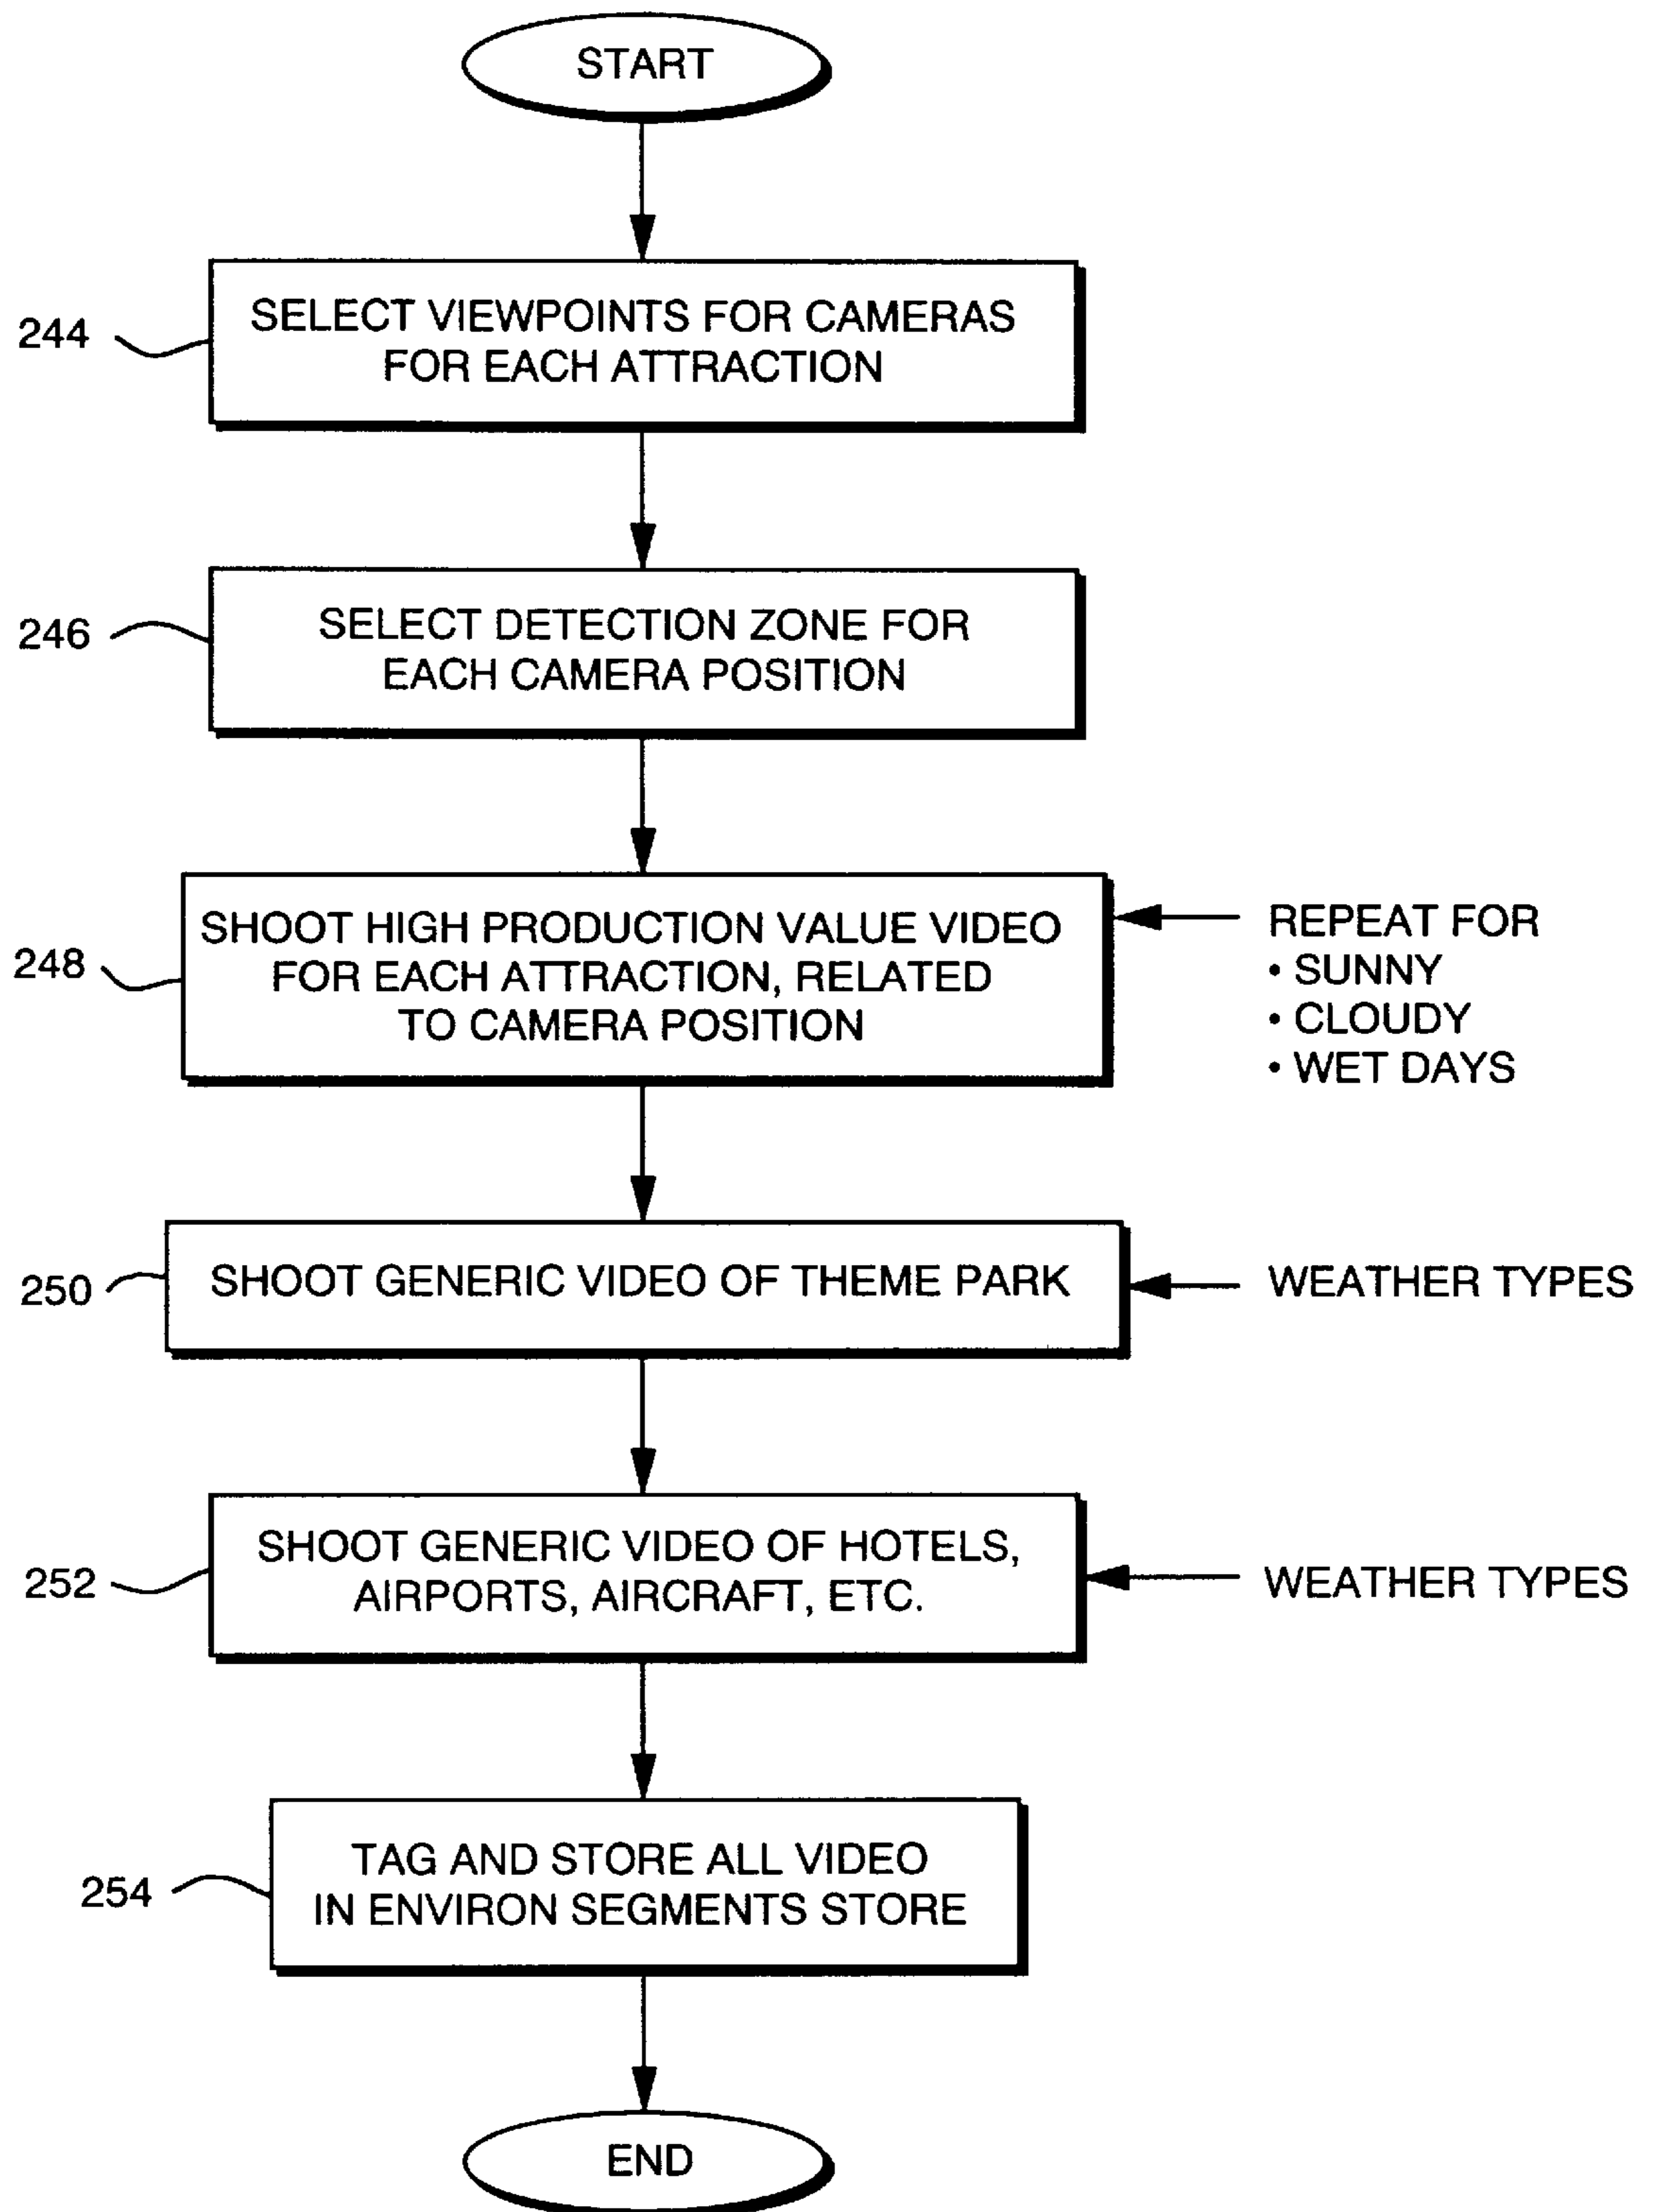 START
244
SELECT VIEWPOINTS FOR CAMERAS
FOR EACH ATTRACTION
246
SELECT DETECTION ZONE FOR
EACH CAMERA POSITION
248
SHOOT HIGH PRODUCTION VALUE VIDEO
FOR EACH ATTRACTION, RELATED
TO CAMERA POSITION
REPEAT FOR
• SUNNY
• CLOUDY
• WET DAYS
250
SHOOT GENERIC VIDEO OF THEME PARK
WEATHER TYPES
252
SHOOT GENERIC VIDEO OF HOTELS,
AIRPORTS, AIRCRAFT, ETC.
WEATHER TYPES
254
TAG AND STORE ALL VIDEO
IN ENVIRON SEGMENTS STORE
END